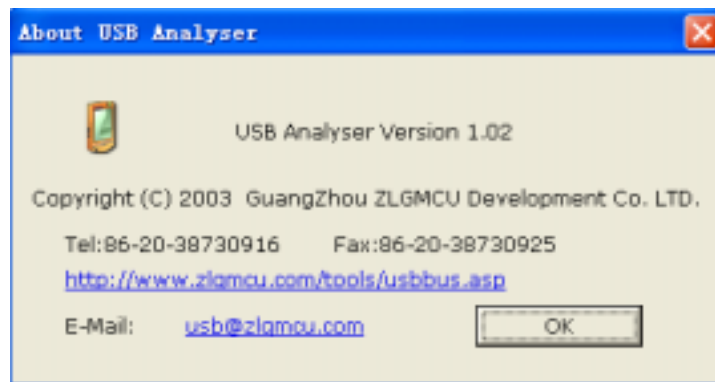 About USB Analyser
USB Analyser Version 1.02
Copyright (C) 2003 GuangZhou ZLGMCU Development Co. LTD.
Tel:86-20-38730916 Fax:86-20-38730925
http://www.zlgmcu.com/tools/usbbus.asp
E-Mail: usb@zlgmcu.com OK